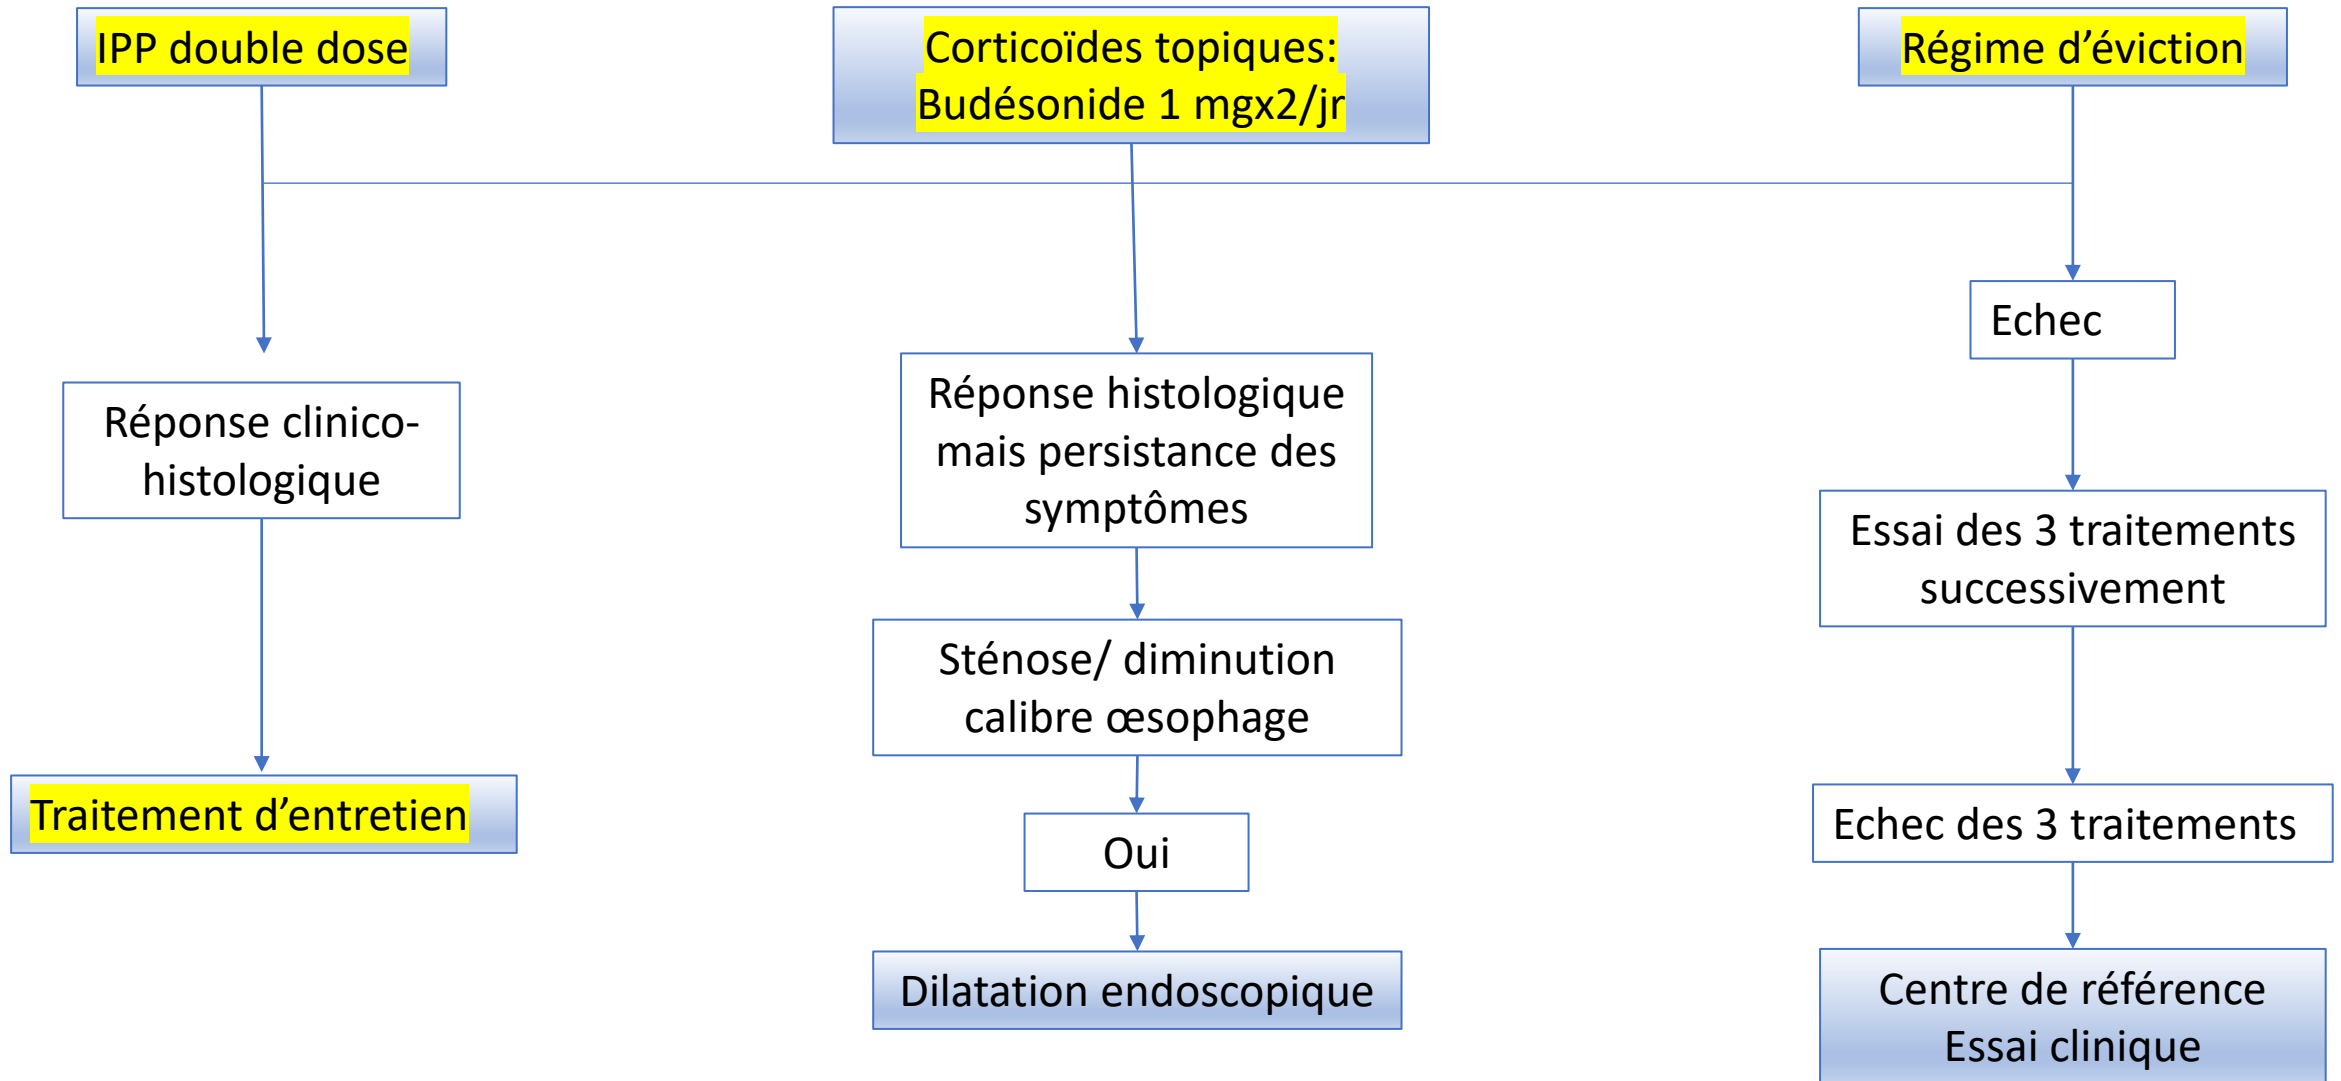 IPP double dose
Corticoïdes topiques:
Budésonide 1 mgx2/jr
Régime d’éviction
Réponse clinico-
histologique
Traitement d’entretien
Réponse histologique
mais persistance des
symptômes
Sténose/ diminution
calibre œsophage
Oui
Dilatation endoscopique
Echec
Essai des 3 traitements
successivement
Echec des 3 traitements
Centre de référence
Essai clinique